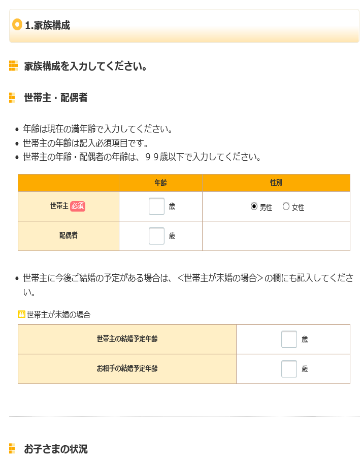 1.家族構成
家族構成を入力してください。
世帯主・配偶者
• 年齢は現在の満年齢で入力してください。
• 世帯主の年齢は記入必須項目です。
• 世帯主の年齢・配偶者の年齢は、９９歳以下で入力してください。
年齢 性別
世帯主 必須 歳 男性 女性
配偶者 歳
• 世帯主に今後ご結婚の予定がある場合は、＜世帯主が未婚の場合＞の欄にも記入してくださ
い。
世帯主が未婚の場合
世帯主の結婚予定年齢 歳
お相手の結婚予定年齢 歳
お子さまの状況